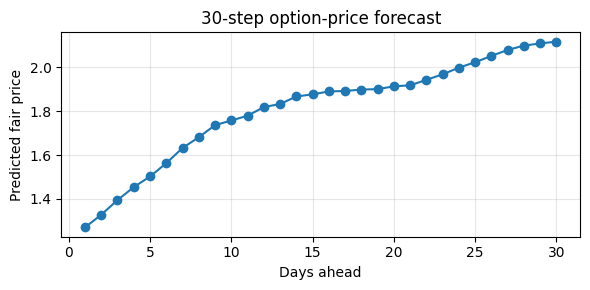 30-step option-price forecast
2.0
1.8
1.6
1.4
Predicted fair price
0 5 10 15 20 25 30
Days ahead